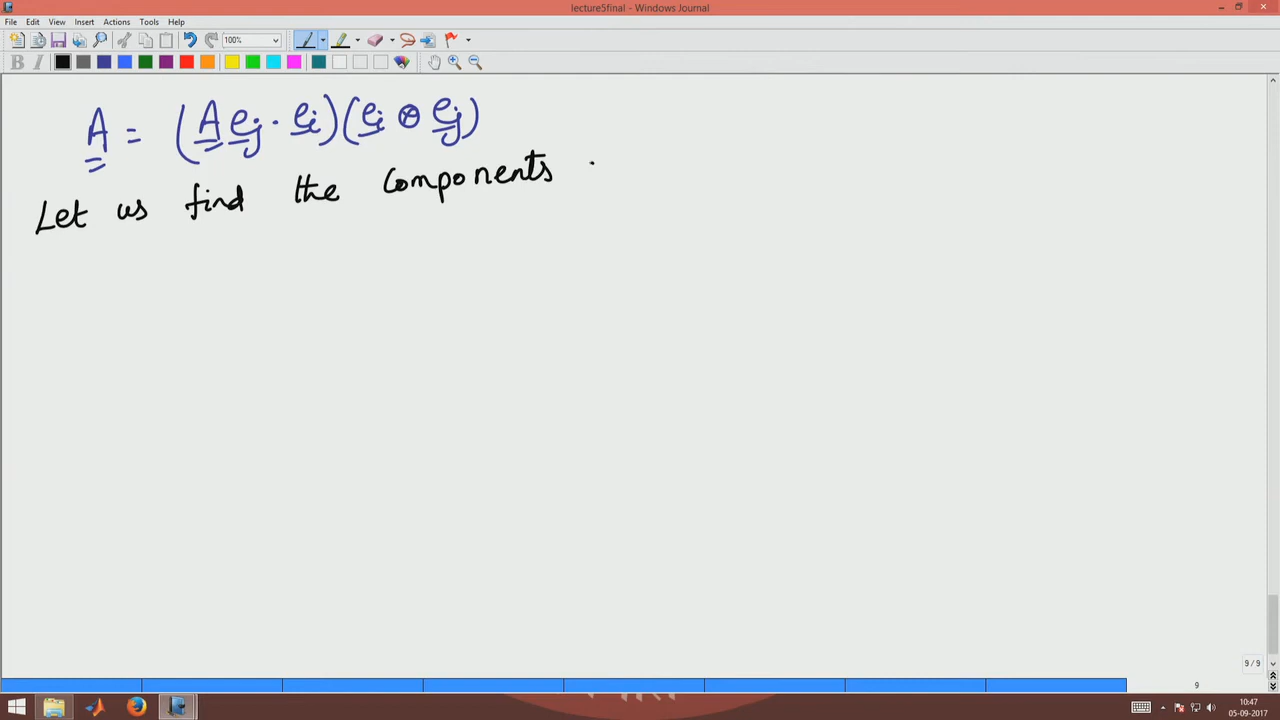 lecture5final - Windows Journal
File Edit View Insert Actions Tools Help
100%
B I
A = (A ej · ei)(ei ⊗ ej)
Let us find the components
9 / 9
9
10:47
05-09-2017